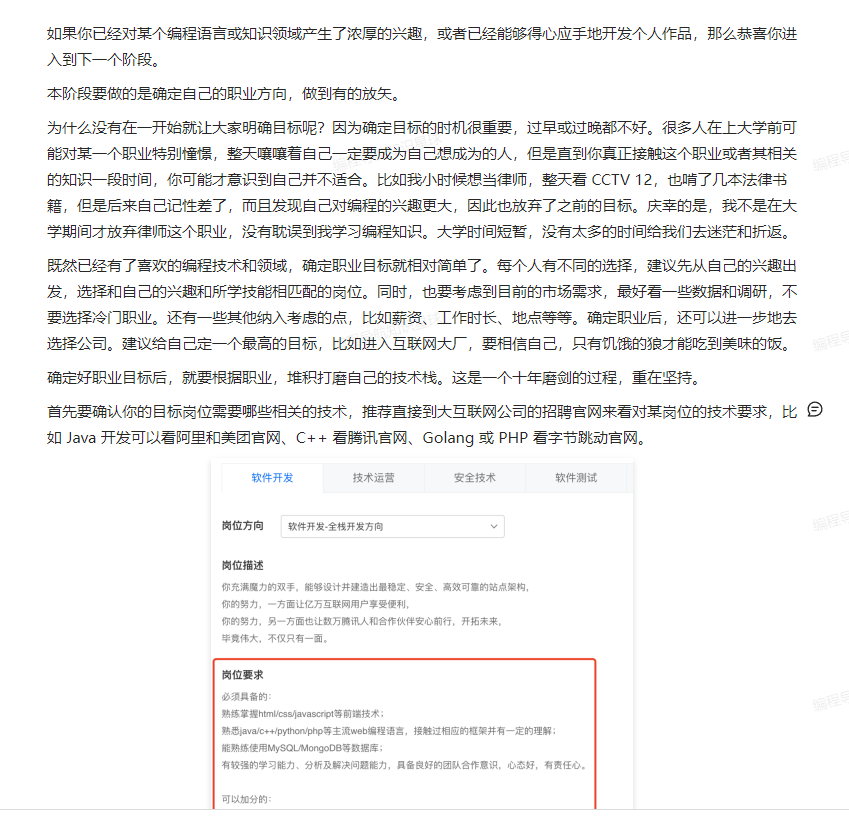 如果你已经对某个编程语言或知识领域产生了浓厚的兴趣，或者已经能够得心应手地开发个人作品，那么恭喜你进
入到下一个阶段。
本阶段要做的是确定自己的职业方向，做到有的放矢。
为什么没有在一开始就让大家明确目标呢？因为确定目标的时机很重要，过早或过晚都不好。很多人在上大学前可
能对某一个职业特别憧憬，整天嚷嚷着自己一定要成为自己想成为的人，但是直到你真正接触这个职业或者其相关
的知识一段时间，你可能才意识到自己并不适合。比如我小时候想当律师，整天看 CCTV 12，也啃了几本法律书
籍，但是后来自己记性差了，而且发现自己对编程的兴趣更大，因此也放弃了之前的目标。庆幸的是，我不是在大
学期间才放弃律师这个职业，没有耽误到我学习编程知识。大学时间短暂，没有太多的时间给我们去迷茫和折返。
既然已经有了喜欢的编程技术和领域，确定职业目标就相对简单了。每个人有不同的选择，建议先从自己的兴趣出
发，选择和自己的兴趣和所学技能相匹配的岗位。同时，也要考虑到目前的市场需求，最好看一些数据和调研，不
要选择冷门职业。还有一些其他纳入考虑的点，比如薪资、工作时长、地点等等。确定职业后，还可以进一步地去
选择公司。建议给自己定一个最高的目标，比如进入互联网大厂，要相信自己，只有饥饿的狼才能吃到美味的饭。
确定好职业目标后，就要根据职业，堆积打磨自己的技术栈。这是一个十年磨剑的过程，重在坚持。
首先要确认你的目标岗位需要哪些相关的技术，推荐直接到大互联网公司的招聘官网来看对某岗位的技术要求，比
如 Java 开发可以看阿里和美团官网、C++ 看腾讯官网、Golang 或 PHP 看字节跳动官网。
软件开发 技术运营 安全技术 软件测试
岗位方向 软件开发-全栈开发方向
岗位描述
你充满魔力的双手，能够设计并建造出最稳定、安全、高效可靠的站点架构，
你的努力，一方面让亿万互联网用户享受便利，
你的努力，另一方面也让数万腾讯人和合作伙伴安心前行，开拓未来，
毕竟伟大，不仅只有一面。
岗位要求
必须具备的：
熟练掌握html/css/javascript等前端技术；
熟悉java/c++/python/php等主流web编程语言，接触过相应的框架并有一定的理解；
能熟练使用MySQL/MongoDB等数据库；
有较强的学习能力、分析及解决问题能力，具备良好的团队合作意识，心态好，有责任心。
可以加分的：